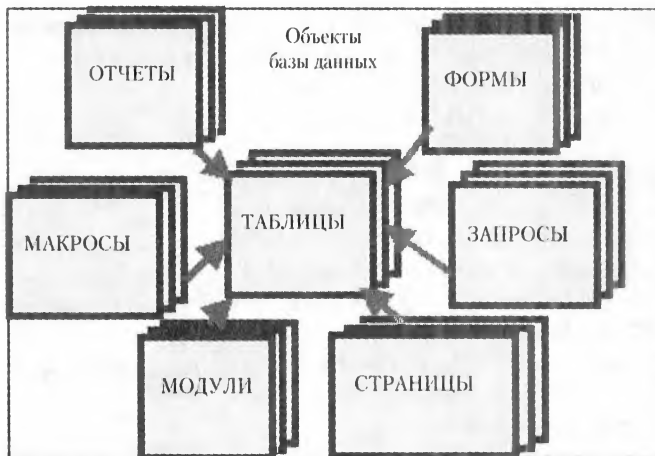 Объекты
базы данных
ОТЧЕТЫ
ФОРМЫ
ТАБЛИЦЫ
МАКРОСЫ
ЗАПРОСЫ
МОДУЛИ
СТРАНИЦЫ